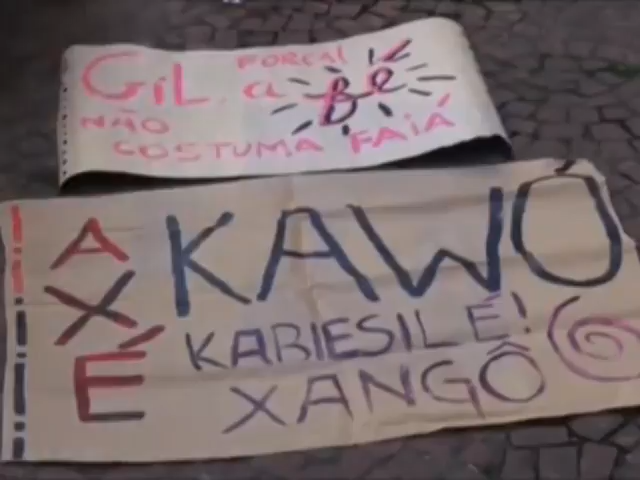 GIL FORÇA!
a FÉ
NÃO
COSTUMA FAIÁ
AXÉ
KAWÓ
KABIESILÉ!
XANGÔ